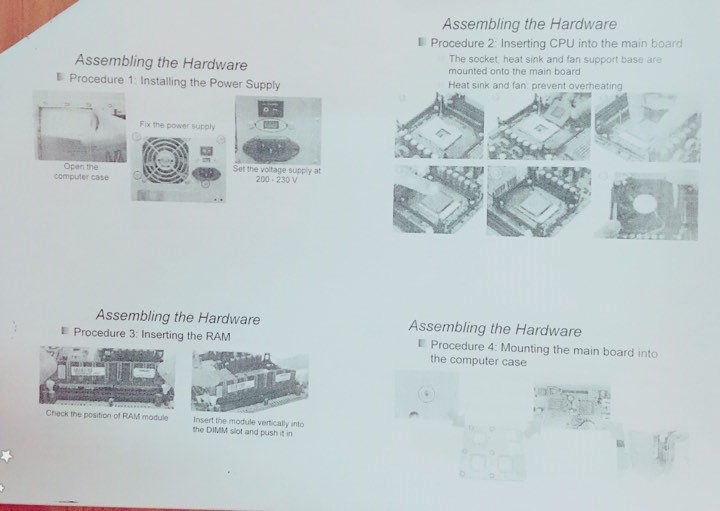 Assembling the Hardware
Procedure 1: Installing the Power Supply
Open the
computer case
Fix the power supply
Set the voltage supply at
200 - 230 V
Assembling the Hardware
Procedure 2: Inserting CPU into the main board
The socket, heat sink and fan support base are
mounted onto the main board
Heat sink and fan: prevent overheating
Assembling the Hardware
Procedure 3: Inserting the RAM
Check the position of RAM module
Insert the module vertically into
the DIMM slot and push it in
Assembling the Hardware
Procedure 4: Mounting the main board into
the computer case